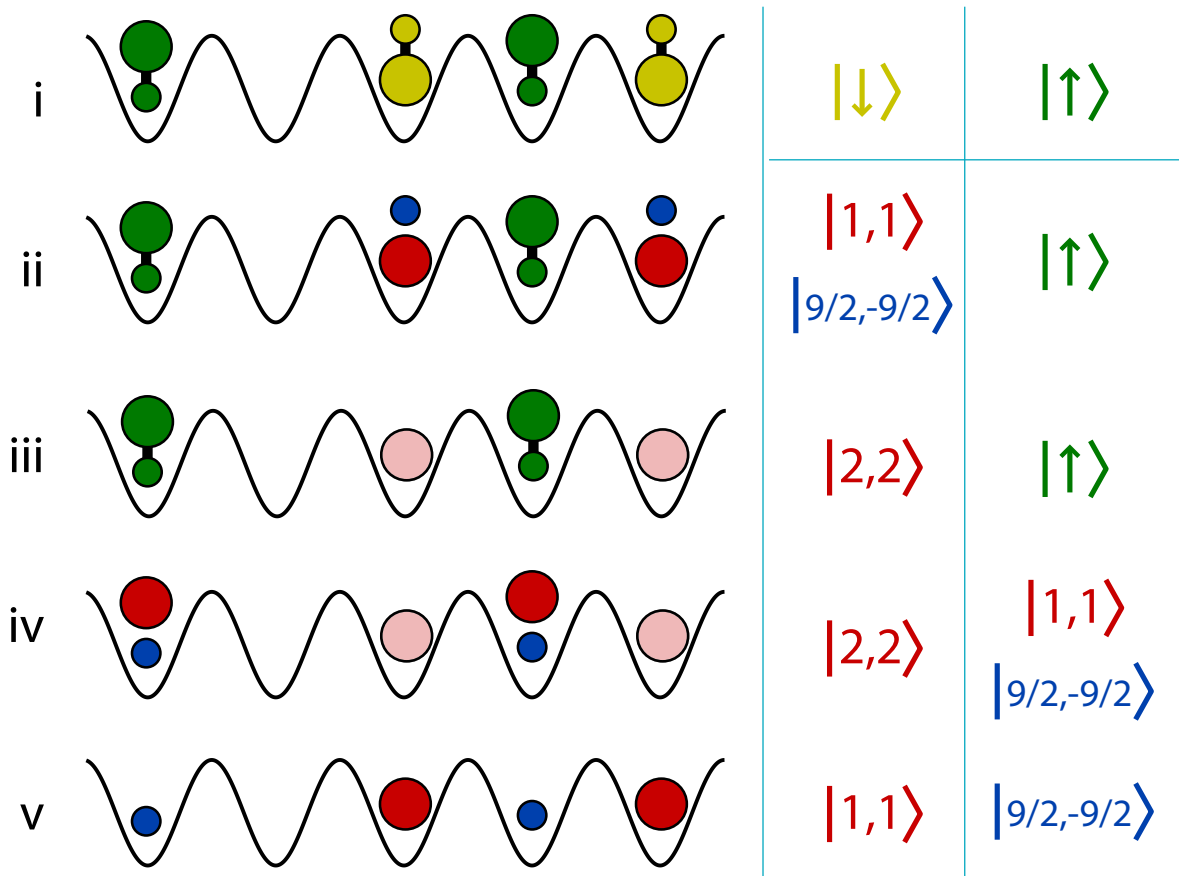 i |↓⟩ |↑⟩
ii |1,1⟩ |↑⟩
|9/2,-9/2⟩
iii |2,2⟩ |↑⟩
iv |2,2⟩ |1,1⟩
|9/2,-9/2⟩
v |1,1⟩ |9/2,-9/2⟩